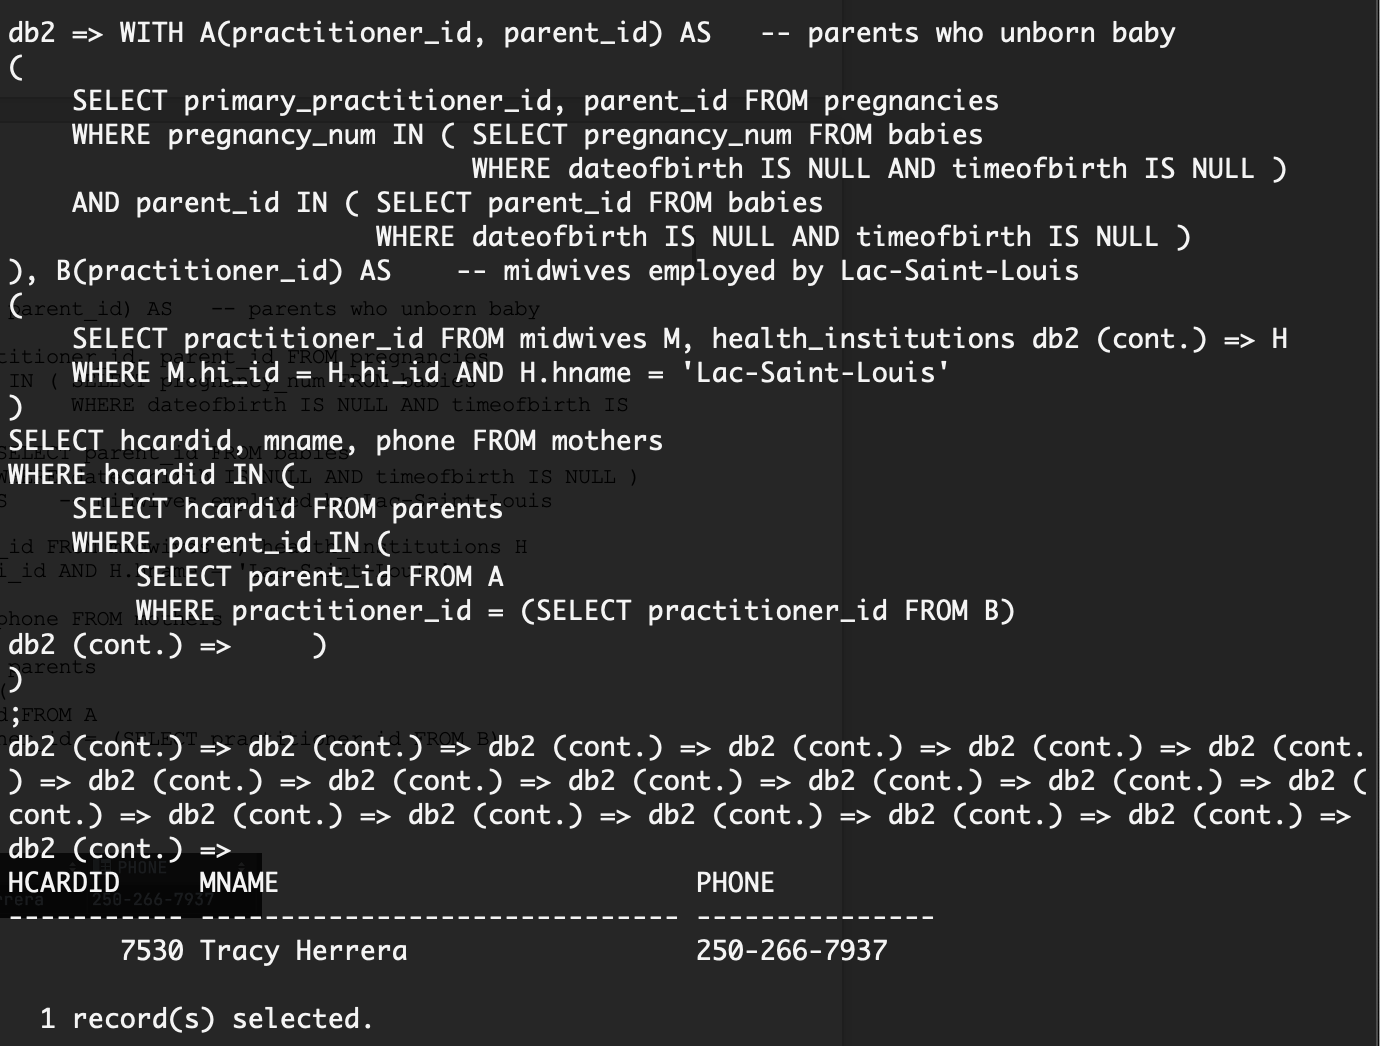 db2 => WITH A(practitioner_id, parent_id) AS   -- parents who unborn baby
(
    SELECT primary_practitioner_id, parent_id FROM pregnancies
    WHERE pregnancy_num IN ( SELECT pregnancy_num FROM babies
                             WHERE dateofbirth IS NULL AND timeofbirth IS NULL )
    AND parent_id IN ( SELECT parent_id FROM babies
                       WHERE dateofbirth IS NULL AND timeofbirth IS NULL )
), B(practitioner_id) AS    -- midwives employed by Lac-Saint-Louis
(
    SELECT practitioner_id FROM midwives M, health_institutions db2 (cont.) => H
    WHERE M.hi_id = H.hi_id AND H.hname = 'Lac-Saint-Louis'
)
SELECT hcardid, mname, phone FROM mothers
WHERE hcardid IN (
    SELECT hcardid FROM parents
    WHERE parent_id IN (
        SELECT parent_id FROM A
        WHERE practitioner_id = (SELECT practitioner_id FROM B)
db2 (cont.) =>     )
)
;
db2 (cont.) => db2 (cont.) => db2 (cont.) => db2 (cont.) => db2 (cont.) => db2 (cont.
) => db2 (cont.) => db2 (cont.) => db2 (cont.) => db2 (cont.) => db2 (cont.) => db2 (
cont.) => db2 (cont.) => db2 (cont.) => db2 (cont.) => db2 (cont.) => db2 (cont.) =>
db2 (cont.) =>
HCARDID     MNAME                          PHONE
----------- ------------------------------ ---------------
       7530 Tracy Herrera                  250-266-7937

  1 record(s) selected.